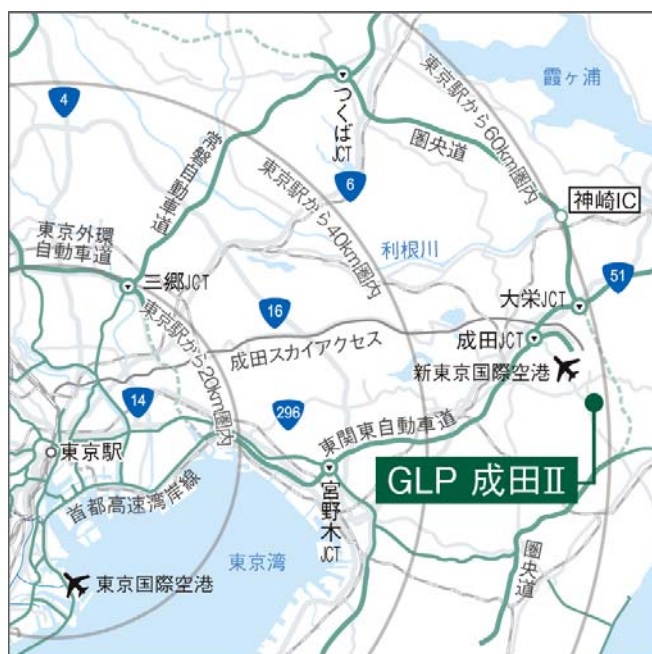 霞ヶ浦
4
つくば
JCT
東京駅から60km圏内
圏央道
常磐自動車道
東京駅から40km圏内
6
神崎IC
東京外環
自動車道
利根川
51
三郷JCT
大栄JCT
16
成田JCT
成田スカイアクセス
東京駅から20km圏内
新東京国際空港
14
296
東関東自動車道
東京駅
GLP 成田Ⅱ
宮野木
JCT
首都高速湾岸線
東京湾
圏央道
東京国際空港